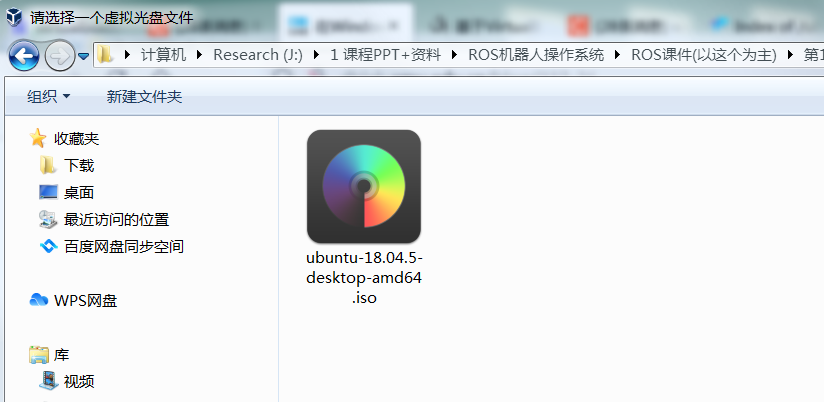 请选择一个虚拟光盘文件
计算机 Research (J:) 1 课程PPT+资料 ROS机器人操作系统 ROS课件(以这个为主) 第1
组织 新建文件夹
收藏夹
下载
桌面
最近访问的位置
百度网盘同步空间
WPS网盘
库
视频
ubuntu-18.04.5-
desktop-amd64
.iso